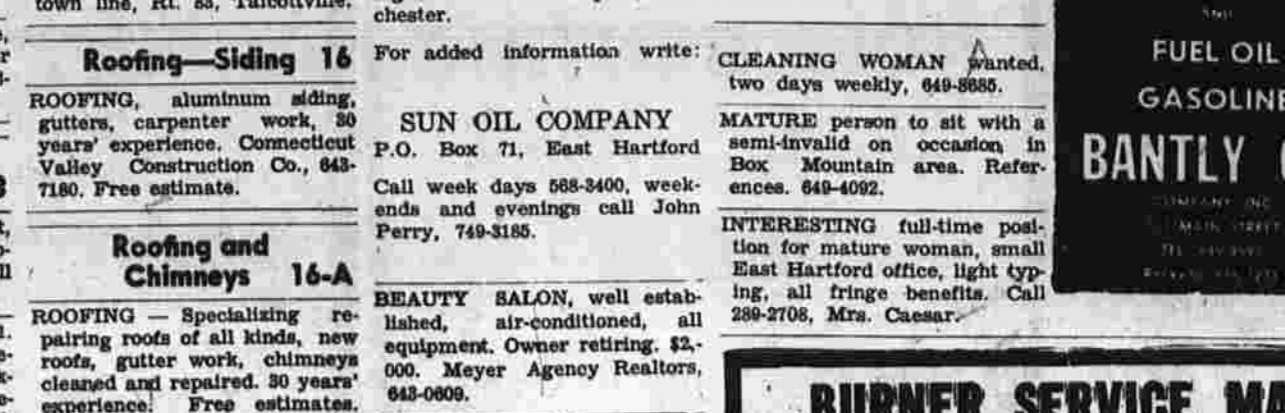 town line, Rt. 83, Talcottville.
Roofing—Siding 16
ROOFING, aluminum siding,
gutters, carpenter work, 30
years' experience. Connecticut
Valley Construction Co., 643-
7180. Free estimate.
Roofing and
Chimneys 16-A
ROOFING — Specializing re-
pairing roofs of all kinds, new
roofs, gutter work, chimneys
cleaned and repaired. 30 years'
experience. Free estimates.
chester.
For added information write:
SUN OIL COMPANY
P.O. Box 71, East Hartford
Call week days 568-3400, week-
ends and evenings call John
Perry, 749-3185.
BEAUTY SALON, well estab-
lished, air-conditioned, all
equipment. Owner retiring. $2,-
000. Meyer Agency Realtors,
643-0609.
CLEANING WOMAN wanted,
two days weekly, 649-8685.
MATURE person to sit with a
semi-invalid on occasion in
Box Mountain area. Refer-
ences. 649-4092.
INTERESTING full-time posi-
tion for mature woman, small
East Hartford office, light typ-
ing, all fringe benefits. Call
289-2708, Mrs. Caesar.
AND
FUEL OIL
GASOLINE
BANTLY
COMPANY INC
MAIN STREET
BURNER SERVICE MA